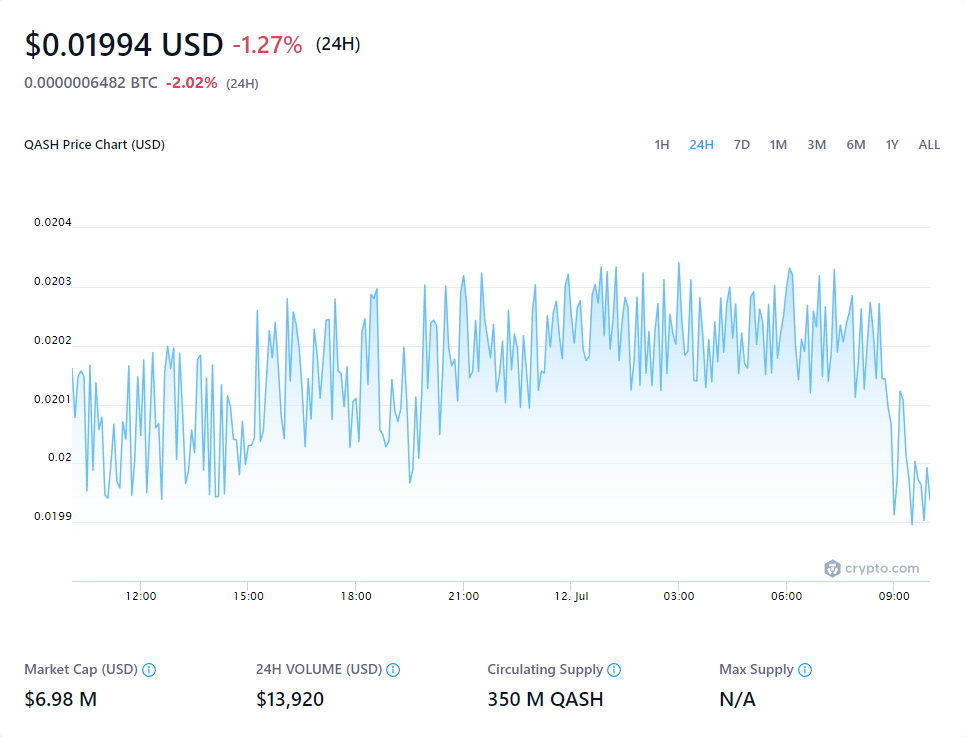 $0.01994 USD -1.27% (24H)
0.0000006482 BTC -2.02% (24H)
QASH Price Chart (USD) 1H 24H 7D 1M 3M 6M 1Y ALL
0.0204
0.0203
0.0202
0.0201
0.02
0.0199
crypto.com
12:00 15:00 18:00 21:00 12. Jul 03:00 06:00 09:00
Market Cap (USD) 24H VOLUME (USD) Circulating Supply Max Supply
$6.98 M $13,920 350 M QASH N/A